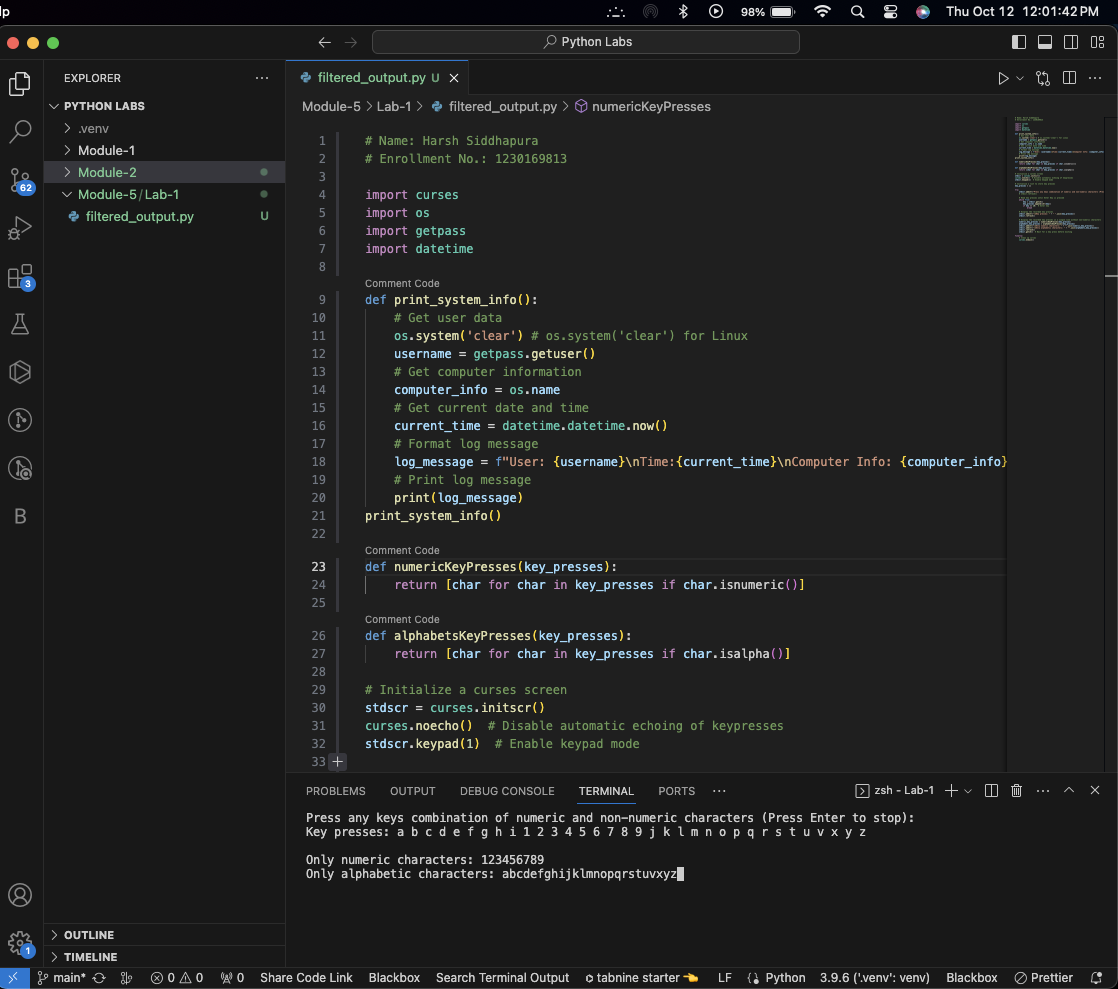 lp
98%
Thu Oct 12 12:01:42 PM
Python Labs
EXPLORER
PYTHON LABS
.venv
Module-1
Module-2
Module-5/Lab-1
filtered_output.py U
62
3
B
1
OUTLINE
TIMELINE
filtered_output.py U
Module-5 > Lab-1 > filtered_output.py > numericKeyPresses
1 # Name: Harsh Siddhapura
2 # Enrollment No.: 1230169813
3
4 import curses
5 import os
6 import getpass
7 import datetime
8
Comment Code
9 def print_system_info():
10 # Get user data
11 os.system('clear') # os.system('clear') for Linux
12 username = getpass.getuser()
13 # Get computer information
14 computer_info = os.name
15 # Get current date and time
16 current_time = datetime.datetime.now()
17 # Format log message
18 log_message = f"User: {username}\nTime:{current_time}\nComputer Info: {computer_info}
19 # Print log message
20 print(log_message)
21 print_system_info()
22
Comment Code
23 def numericKeyPresses(key_presses):
24 return [char for char in key_presses if char.isnumeric()]
25
Comment Code
26 def alphabetsKeyPresses(key_presses):
27 return [char for char in key_presses if char.isalpha()]
28
29 # Initialize a curses screen
30 stdscr = curses.initscr()
31 curses.noecho() # Disable automatic echoing of keypresses
32 stdscr.keypad(1) # Enable keypad mode
33
PROBLEMS OUTPUT DEBUG CONSOLE TERMINAL PORTS
zsh - Lab-1
Press any keys combination of numeric and non-numeric characters (Press Enter to stop):
Key presses: a b c d e f g h i 1 2 3 4 5 6 7 8 9 j k l m n o p q r s t u v x y z
Only numeric characters: 123456789
Only alphabetic characters: abcdefghijklmnopqrstuvxyz
main* 0 0 0 Share Code Link Blackbox Search Terminal Output tabnine starter LF Python 3.9.6 ('.venv': venv) Blackbox Prettier